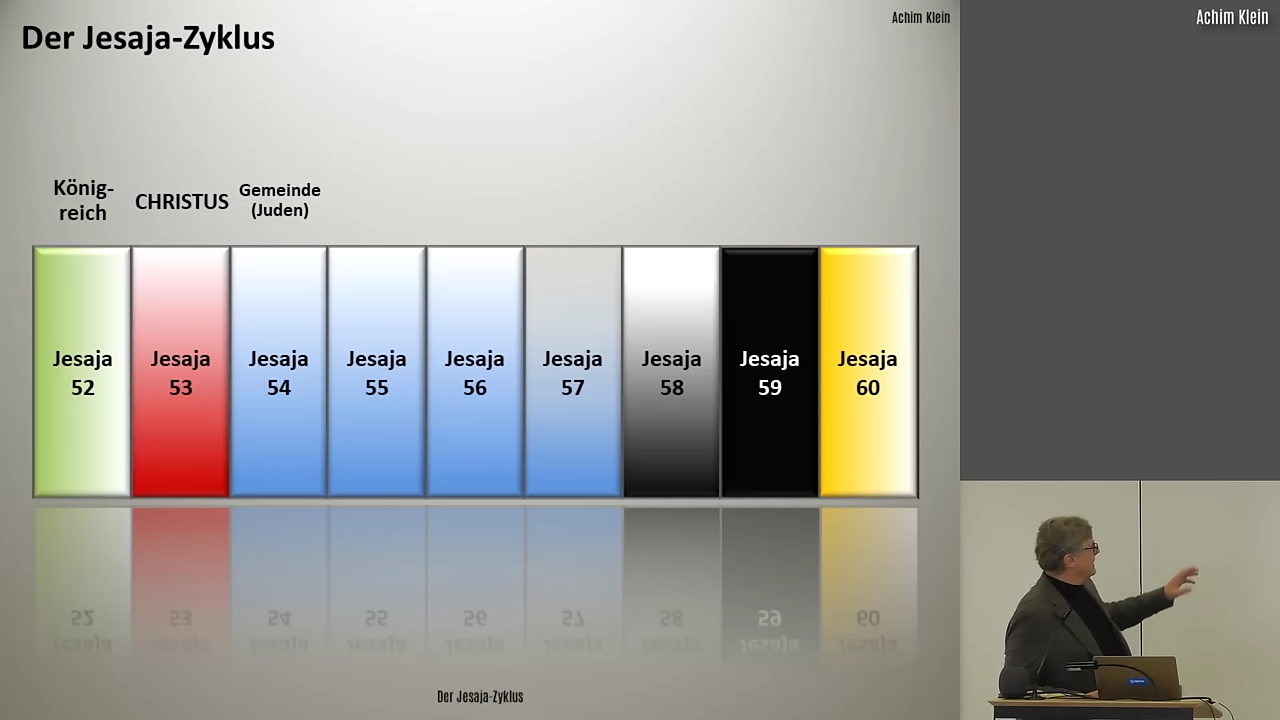 Der Jesaja-Zyklus
Achim Klein
Achim Klein
König-
reich
CHRISTUS
Gemeinde
(Juden)
Jesaja
52
Jesaja
53
Jesaja
54
Jesaja
55
Jesaja
56
Jesaja
57
Jesaja
58
Jesaja
59
Jesaja
60
Der Jesaja-Zyklus